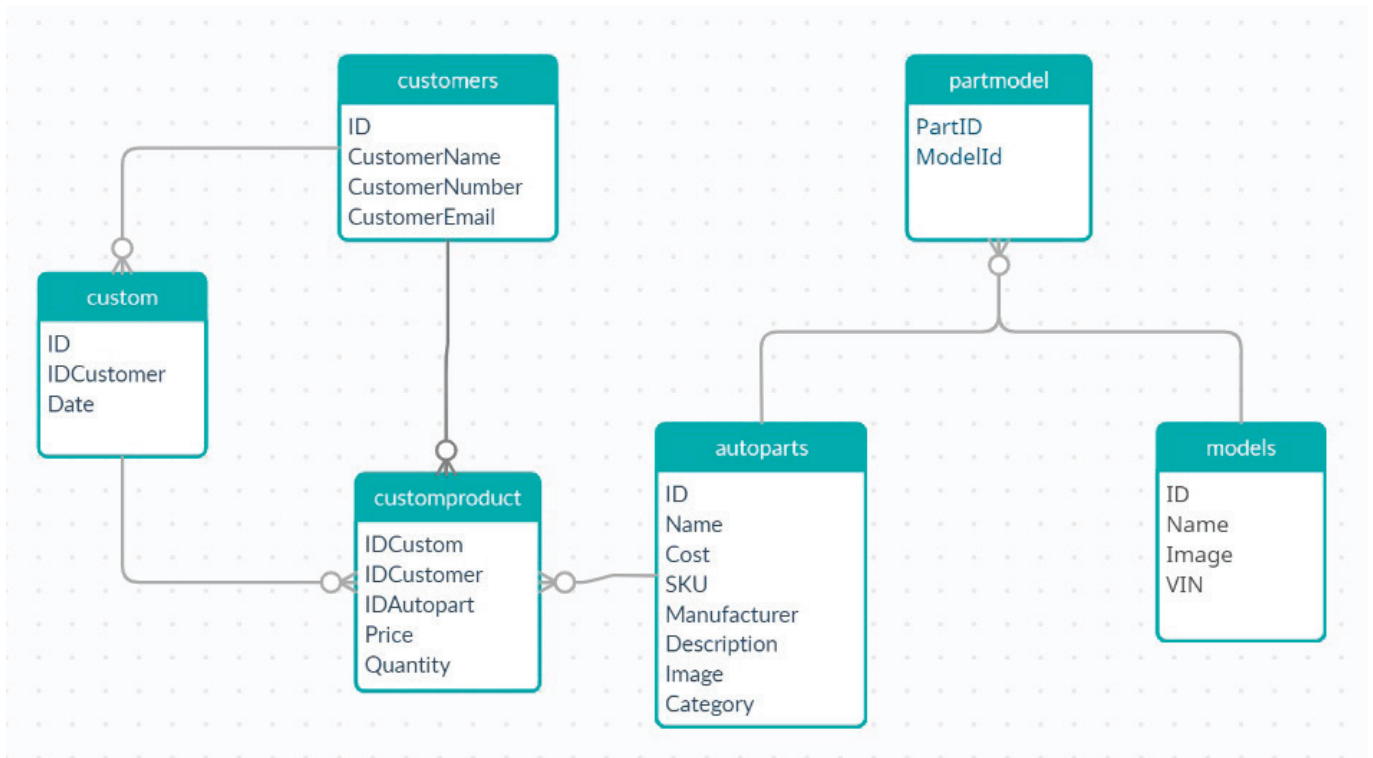 customers
ID
CustomerName
CustomerNumber
CustomerEmail
partmodel
PartID
ModelId
custom
ID
IDCustomer
Date
customproduct
IDCustom
IDCustomer
IDAutopart
Price
Quantity
autoparts
ID
Name
Cost
SKU
Manufacturer
Description
Image
Category
models
ID
Name
Image
VIN